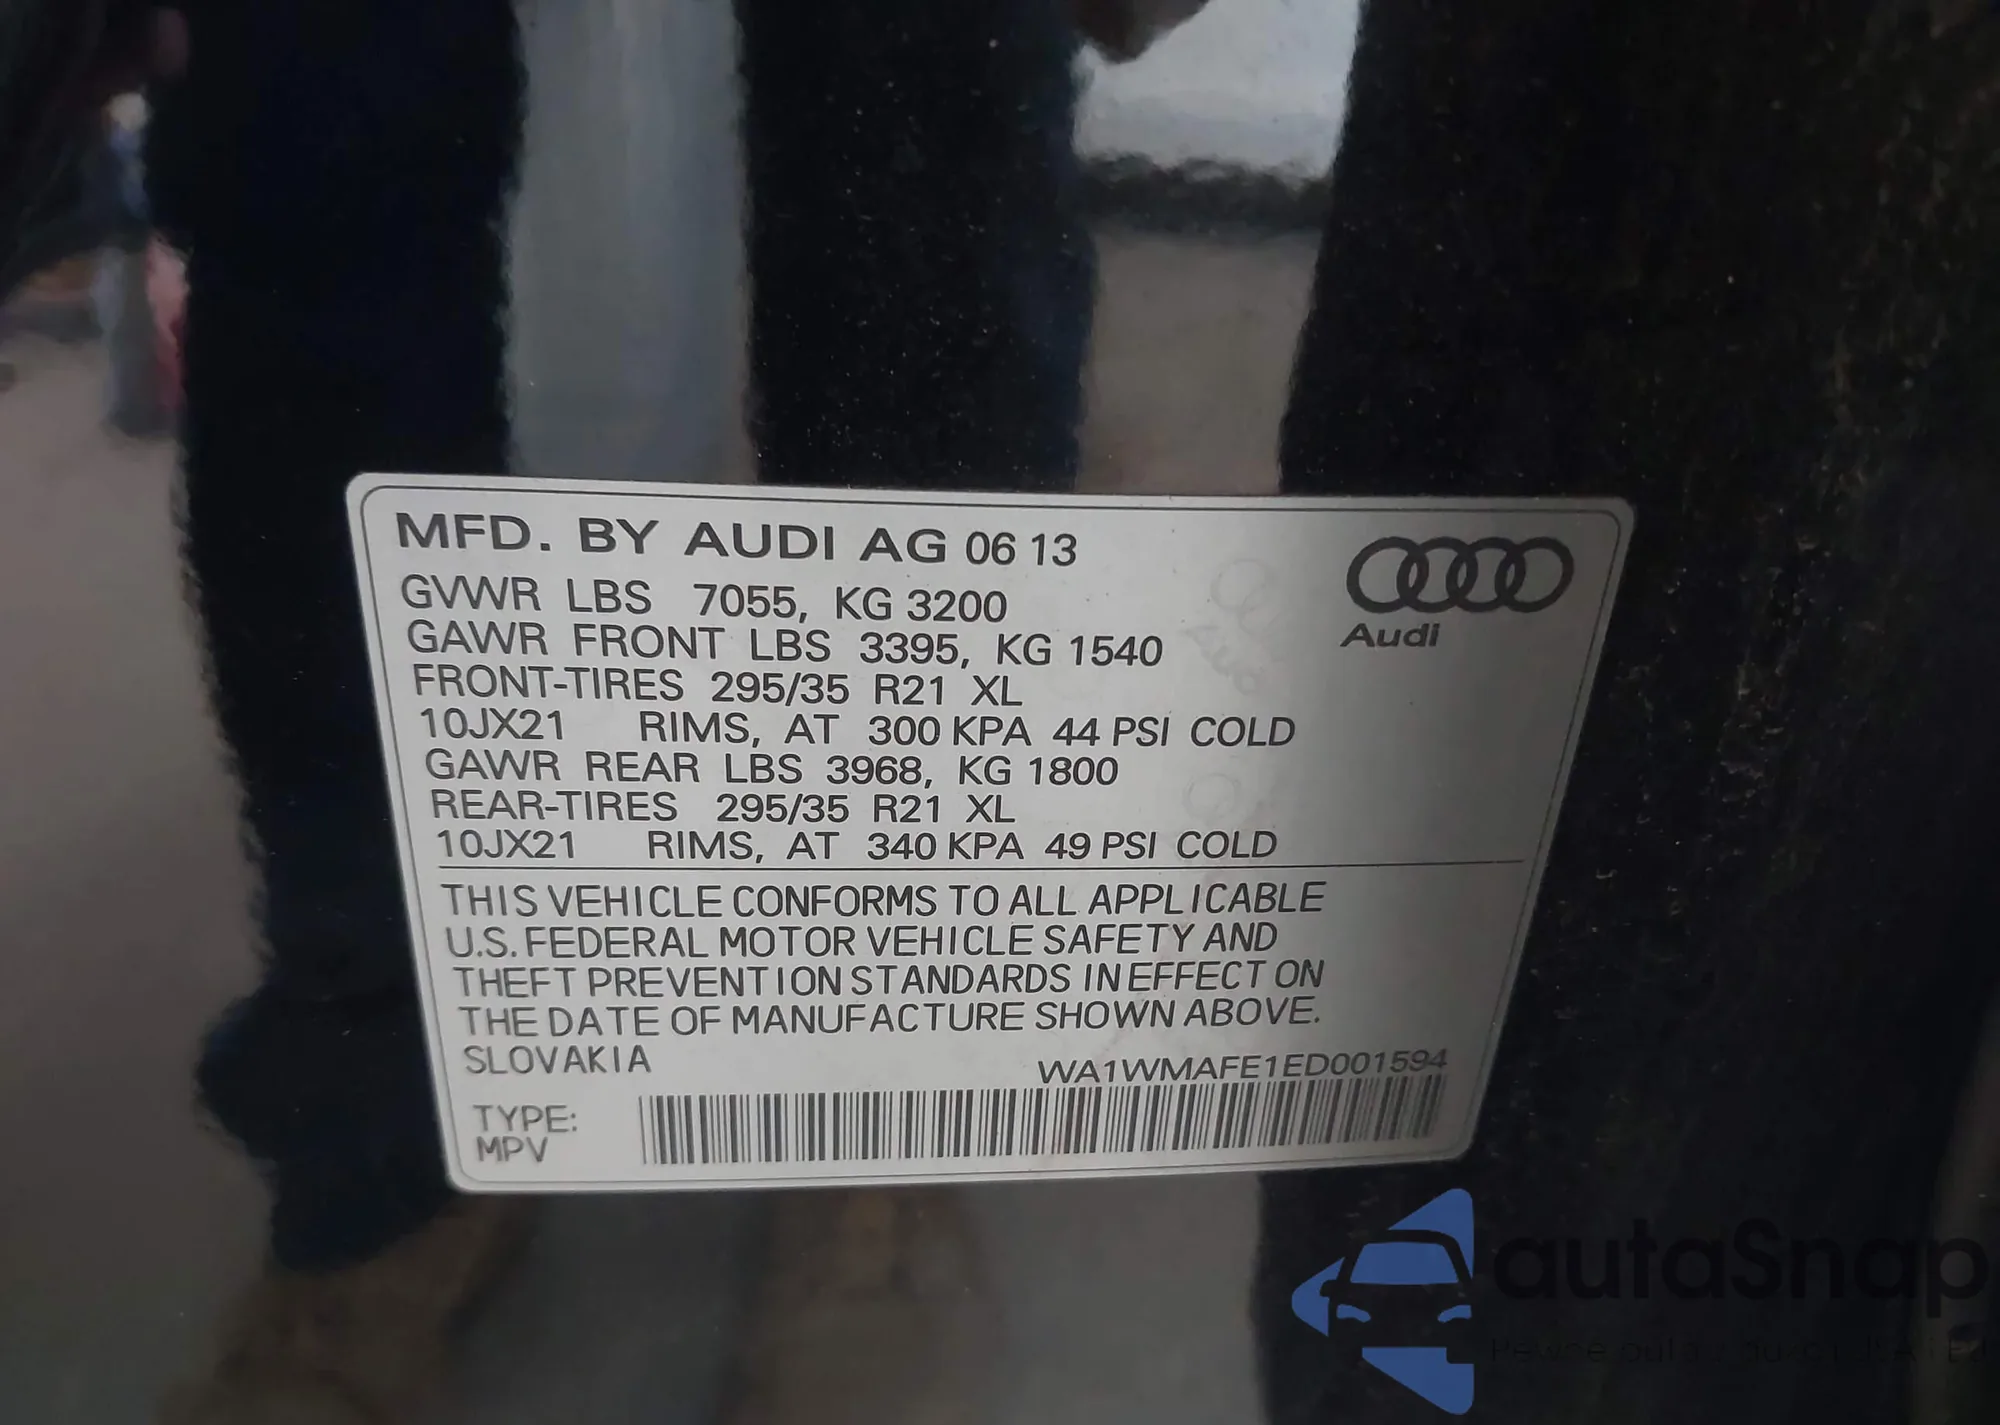 MFD. BY AUDI AG 06 13
GVWR LBS 7055, KG 3200
GAWR FRONT LBS 3395, KG 1540
FRONT-TIRES 295/35 R21 XL
10JX21 RIMS, AT 300 KPA 44 PSI COLD
GAWR REAR LBS 3968, KG 1800
REAR-TIRES 295/35 R21 XL
10JX21 RIMS, AT 340 KPA 49 PSI COLD
Audi
THIS VEHICLE CONFORMS TO ALL APPLICABLE
U.S. FEDERAL MOTOR VEHICLE SAFETY AND
THEFT PREVENTION STANDARDS IN EFFECT ON
THE DATE OF MANUFACTURE SHOWN ABOVE.
SLOVAKIA
WA1WMAFE1ED001594
TYPE:
MPV
autaSnap